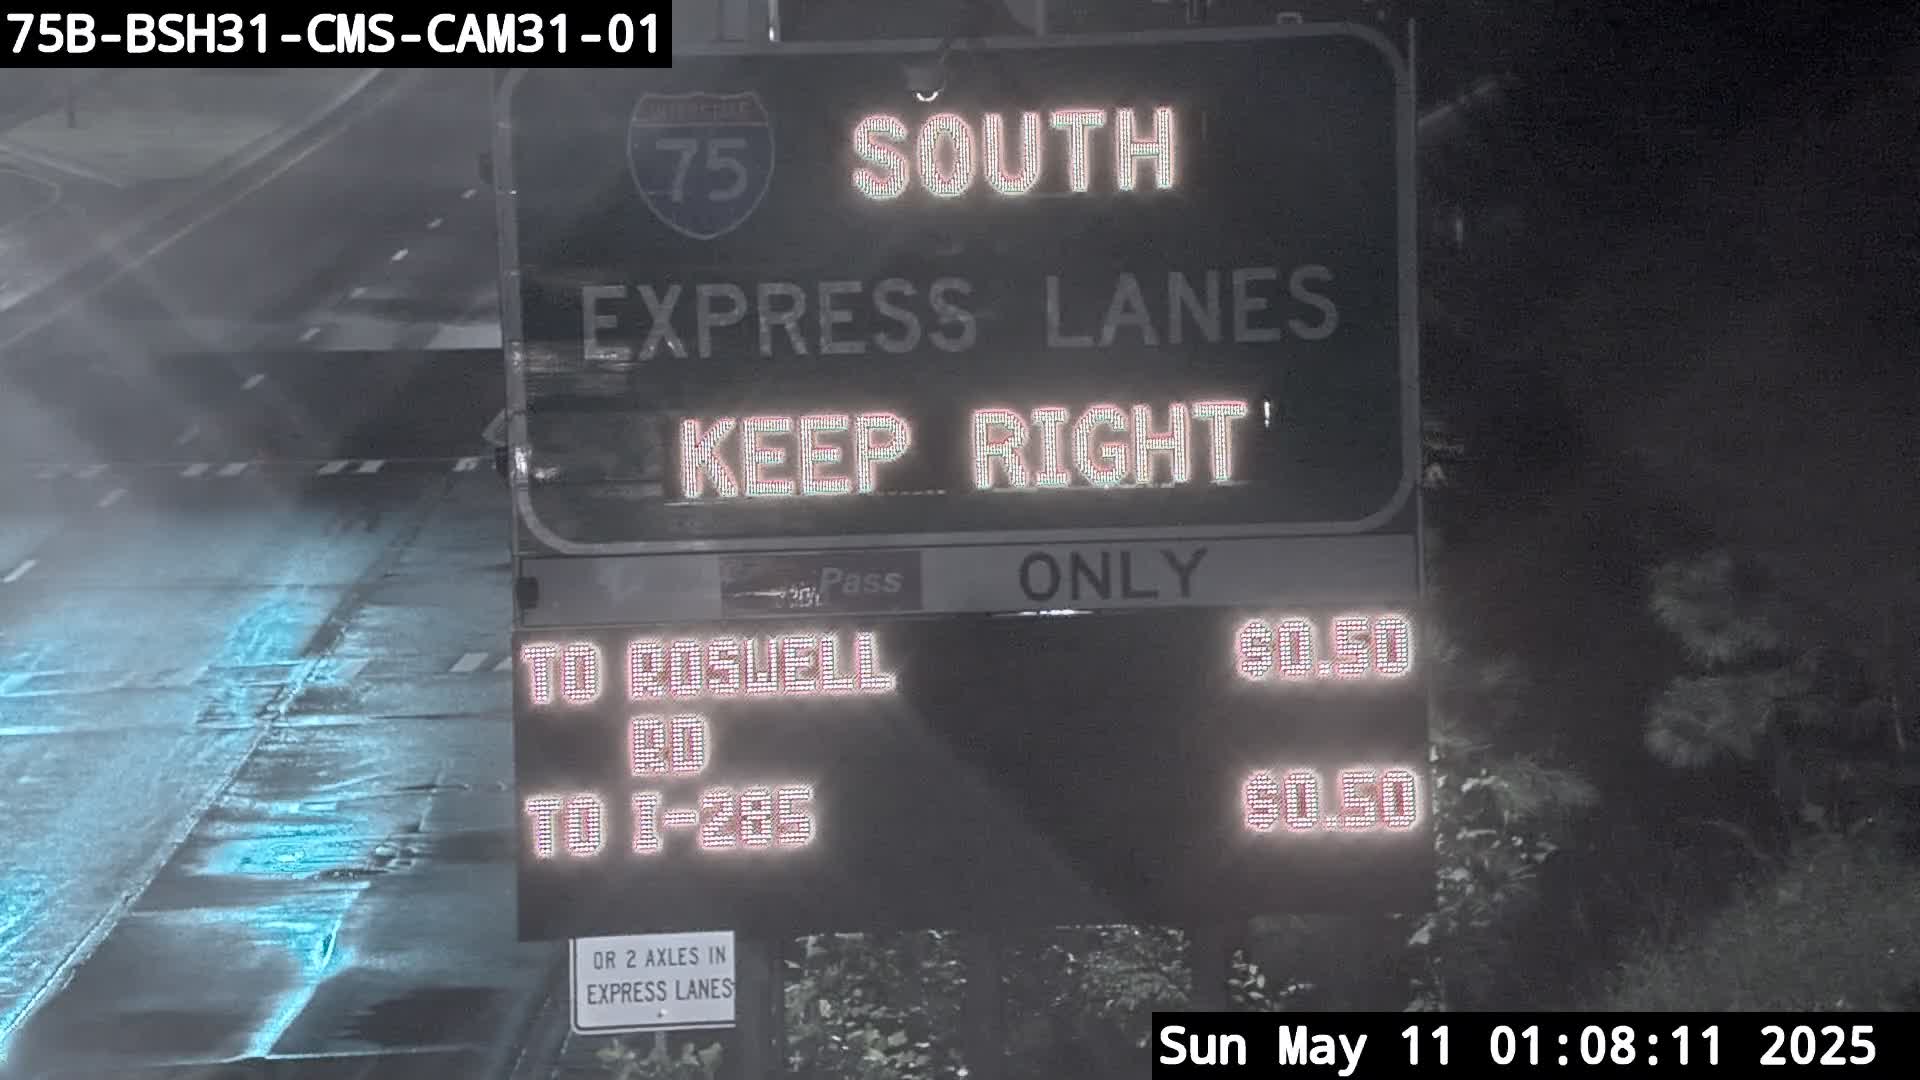 75B-BSH31-CMS-CAM31-01
INTERSTATE
75
SOUTH
EXPRESS LANES
KEEP RIGHT
Pass ONLY
TO ROSWELL $0.50
RD
TO I-285 $0.50
OR 2 AXLES IN
EXPRESS LANES
Sun May 11 01:08:11 2025